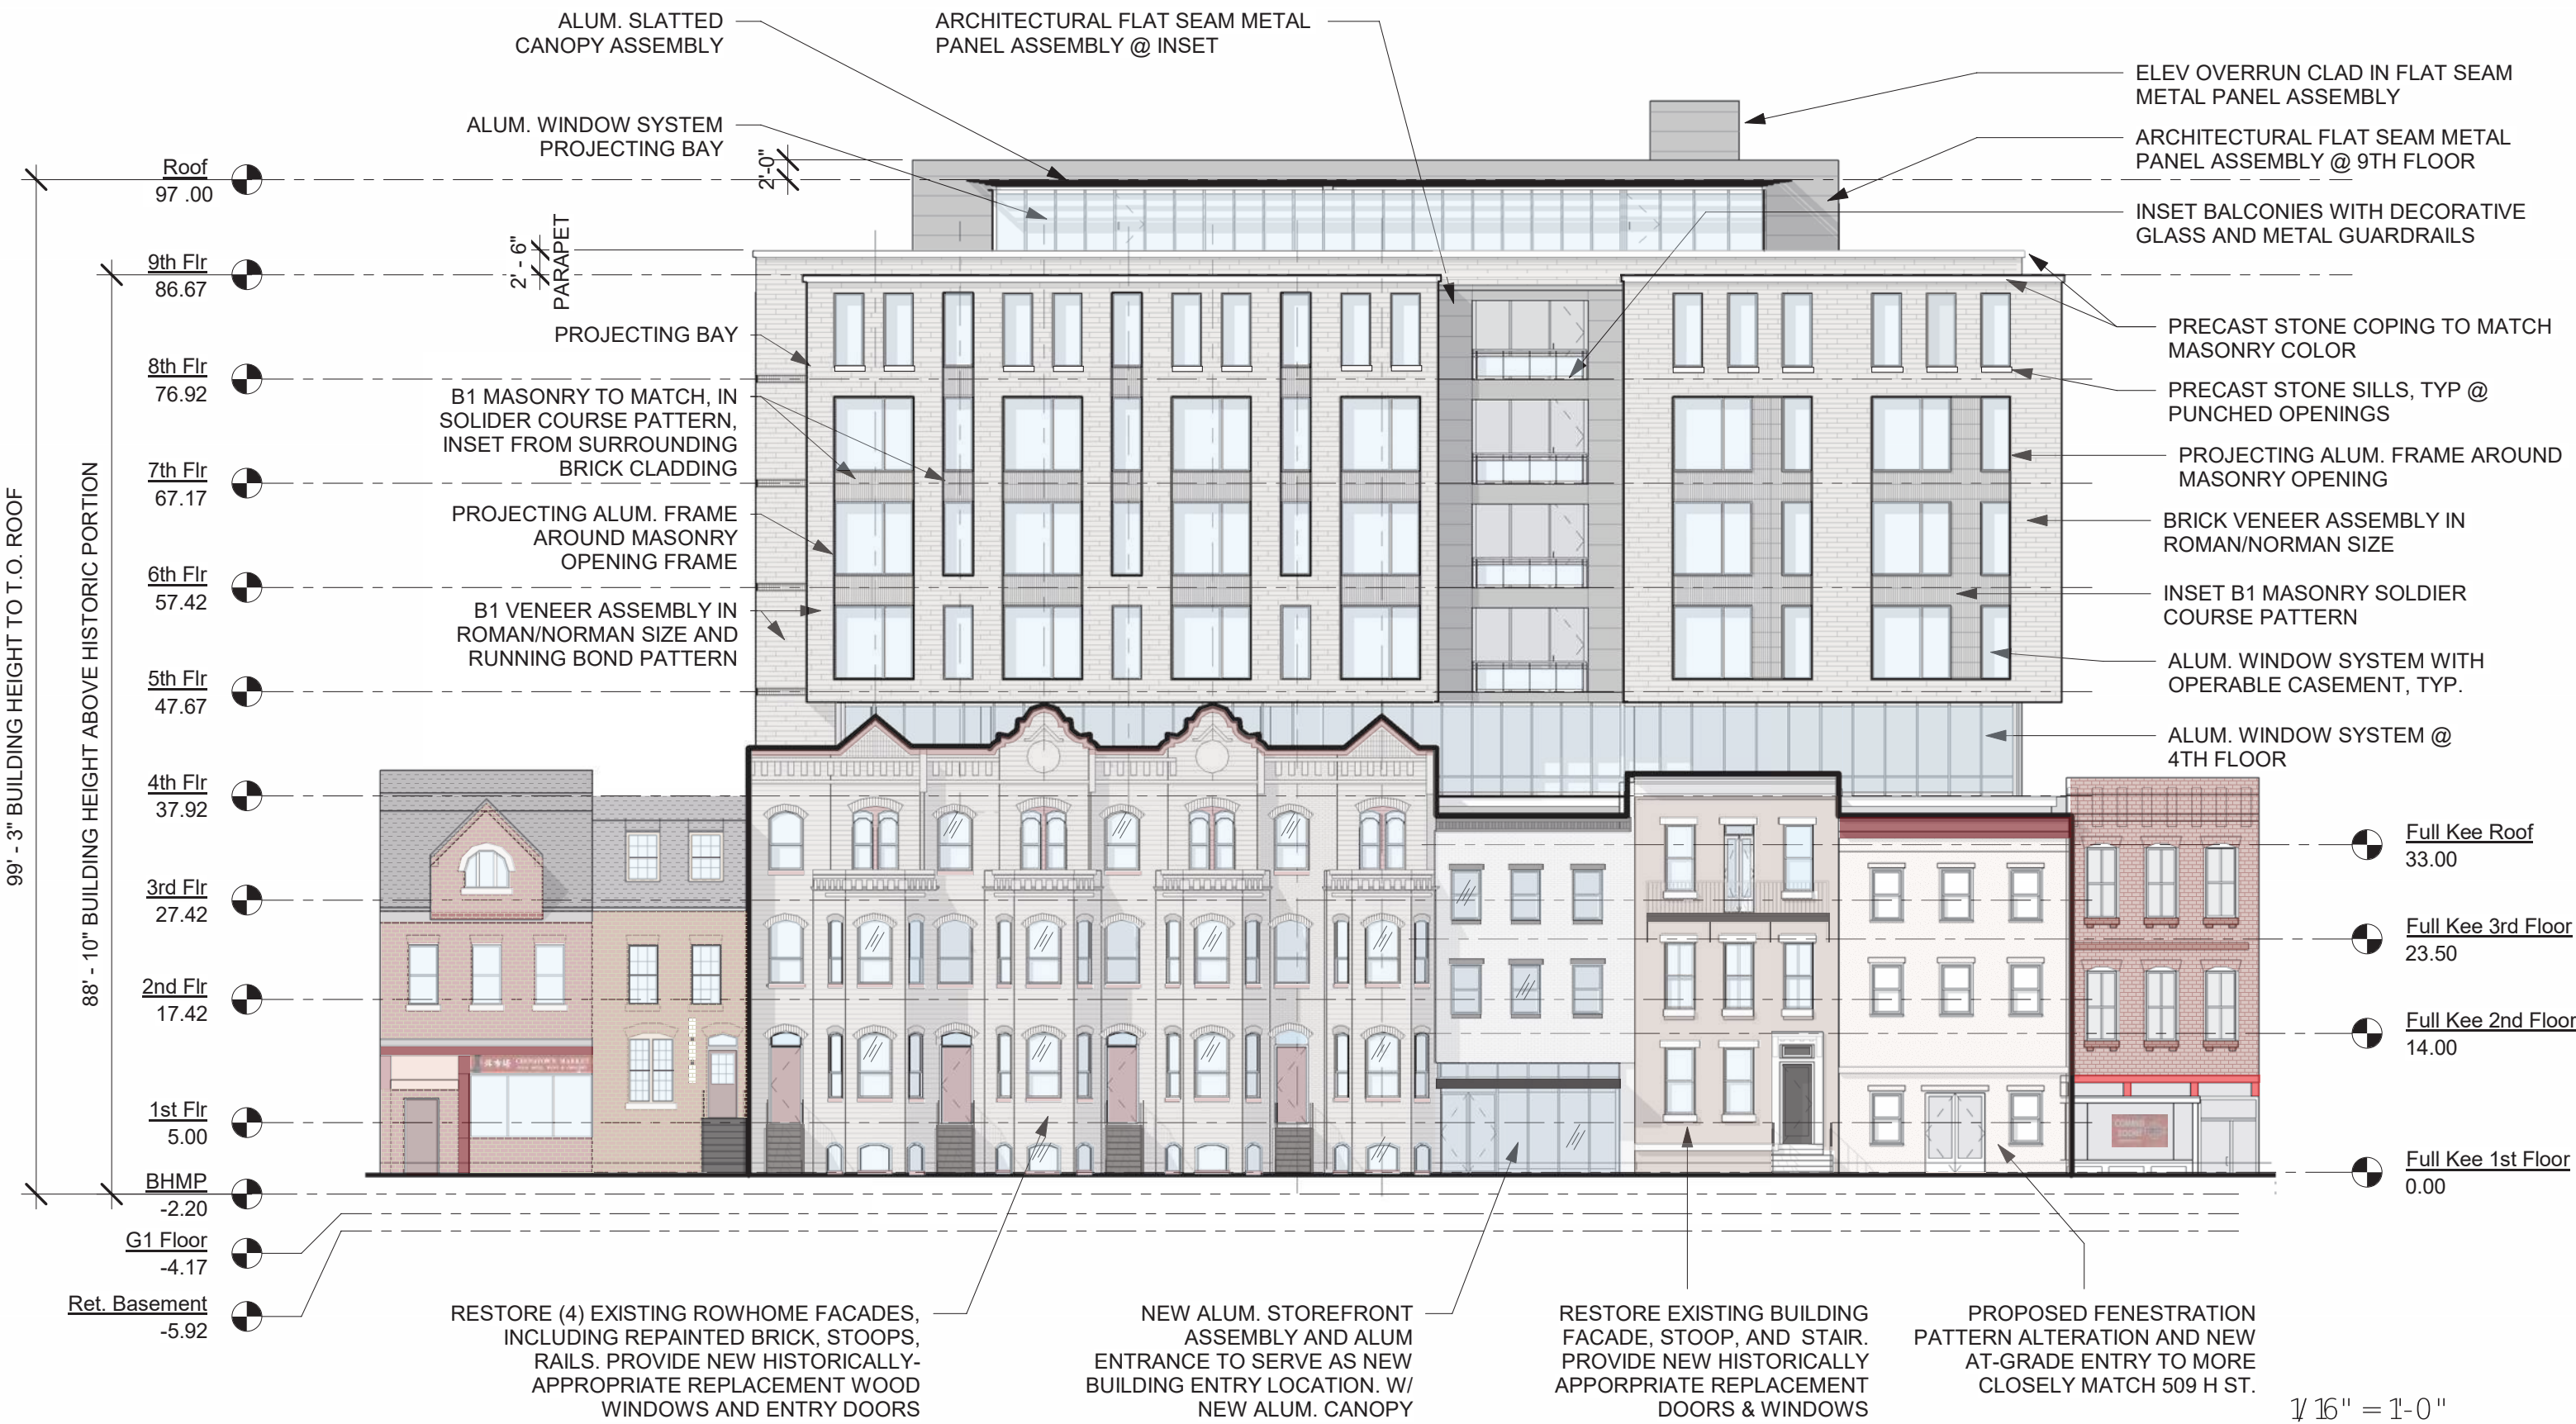 ALUM. SLATTED
CANOPY ASSEMBLY
ARCHITECTURAL FLAT SEAM METAL
PANEL ASSEMBLY @ INSET
ELEV OVERRUN CLAD IN FLAT SEAM
METAL PANEL ASSEMBLY
ALUM. WINDOW SYSTEM
PROJECTING BAY
ARCHITECTURAL FLAT SEAM METAL
PANEL ASSEMBLY @ 9TH FLOOR
INSET BALCONIES WITH DECORATIVE
GLASS AND METAL GUARDRAILS
2'-0"
2' - 6"
PARAPET
PROJECTING BAY
B1 MASONRY TO MATCH, IN
SOLIDER COURSE PATTERN,
INSET FROM SURROUNDING
BRICK CLADDING
PROJECTING ALUM. FRAME
AROUND MASONRY
OPENING FRAME
B1 VENEER ASSEMBLY IN
ROMAN/NORMAN SIZE AND
RUNNING BOND PATTERN
PRECAST STONE COPING TO MATCH
MASONRY COLOR
PRECAST STONE SILLS, TYP @
PUNCHED OPENINGS
PROJECTING ALUM. FRAME AROUND
MASONRY OPENING
BRICK VENEER ASSEMBLY IN
ROMAN/NORMAN SIZE
INSET B1 MASONRY SOLDIER
COURSE PATTERN
ALUM. WINDOW SYSTEM WITH
OPERABLE CASEMENT, TYP.
ALUM. WINDOW SYSTEM @
4TH FLOOR
99' - 3" BUILDING HEIGHT TO T.O. ROOF
88' - 10" BUILDING HEIGHT ABOVE HISTORIC PORTION
Roof
97 .00
9th Flr
86.67
8th Flr
76.92
7th Flr
67.17
6th Flr
57.42
5th Flr
47.67
4th Flr
37.92
3rd Flr
27.42
2nd Flr
17.42
1st Flr
5.00
BHMP
-2.20
G1 Floor
-4.17
Ret. Basement
-5.92
Full Kee Roof
33.00
Full Kee 3rd Floor
23.50
Full Kee 2nd Floor
14.00
Full Kee 1st Floor
0.00
CHINATOWN MARKET
COMING
SOON!
RESTORE (4) EXISTING ROWHOME FACADES,
INCLUDING REPAINTED BRICK, STOOPS,
RAILS. PROVIDE NEW HISTORICALLY-
APPROPRIATE REPLACEMENT WOOD
WINDOWS AND ENTRY DOORS
NEW ALUM. STOREFRONT
ASSEMBLY AND ALUM
ENTRANCE TO SERVE AS NEW
BUILDING ENTRY LOCATION. W/
NEW ALUM. CANOPY
RESTORE EXISTING BUILDING
FACADE, STOOP, AND STAIR.
PROVIDE NEW HISTORICALLY
APPORPRIATE REPLACEMENT
DOORS & WINDOWS
PROPOSED FENESTRATION
PATTERN ALTERATION AND NEW
AT-GRADE ENTRY TO MORE
CLOSELY MATCH 509 H ST.
1/16" = 1'-0"